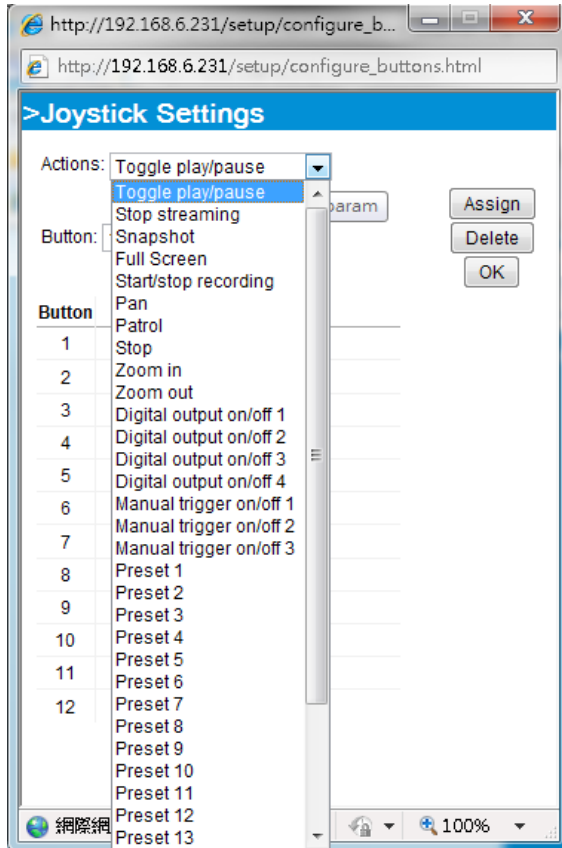 http://192.168.6.231/setup/configure_b...
http://192.168.6.231/setup/configure_buttons.html
>Joystick Settings
Actions: Toggle play/pause
Toggle play/pause
Stop streaming
Snapshot
Full Screen
Start/stop recording
Pan
Patrol
Stop
Zoom in
Zoom out
Digital output on/off 1
Digital output on/off 2
Digital output on/off 3
Digital output on/off 4
Manual trigger on/off 1
Manual trigger on/off 2
Manual trigger on/off 3
Preset 1
Preset 2
Preset 3
Preset 4
Preset 5
Preset 6
Preset 7
Preset 8
Preset 9
Preset 10
Preset 11
Preset 12
Preset 13
param
Assign
Button:
Delete
OK
Button
1
2
3
4
5
6
7
8
9
10
11
12
網際網
100%